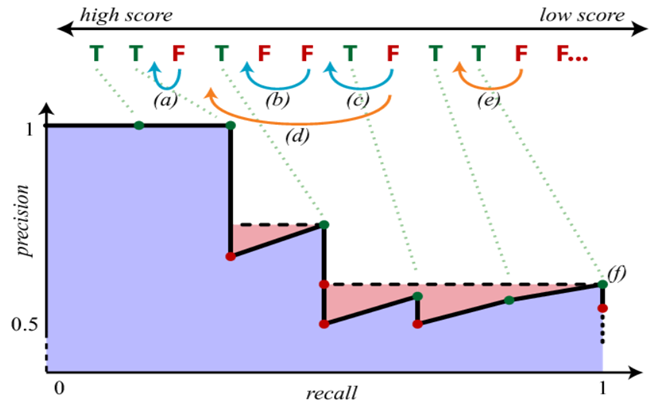 high score low score
T T F T F F T F T T F F...
(a) (b) (c) (e)
(d)
1
precision
(f)
0.5
0 1
recall